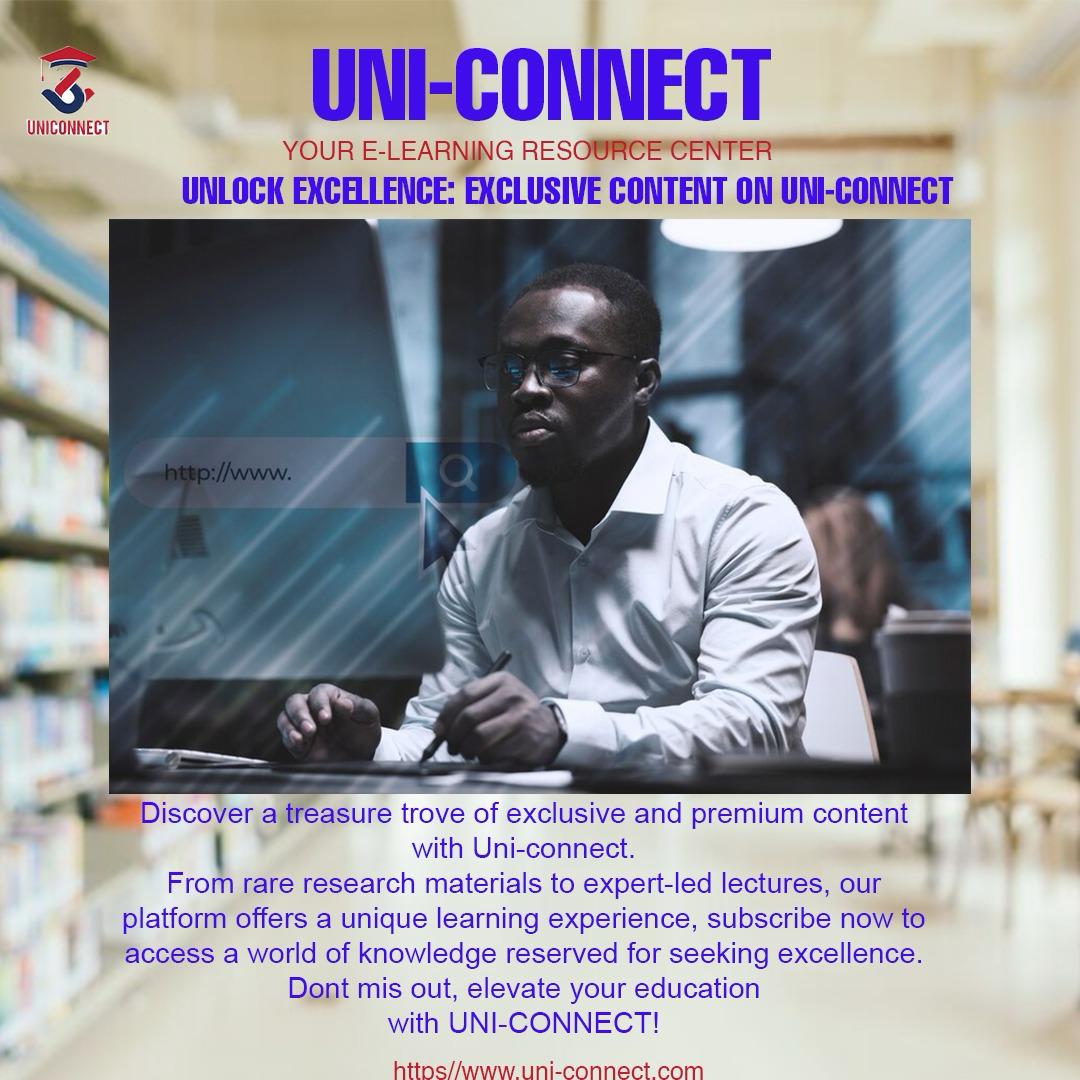 UNICONNECT
UNI-CONNECT
YOUR E-LEARNING RESOURCE CENTER
UNLOCK EXCELLENCE: EXCLUSIVE CONTENT ON UNI-CONNECT
http://www.
Discover a treasure trove of exclusive and premium content
with Uni-connect.
From rare research materials to expert-led lectures, our
platform offers a unique learning experience, subscribe now to
access a world of knowledge reserved for seeking excellence.
Dont mis out, elevate your education
with UNI-CONNECT!
https//www.uni-connect.com